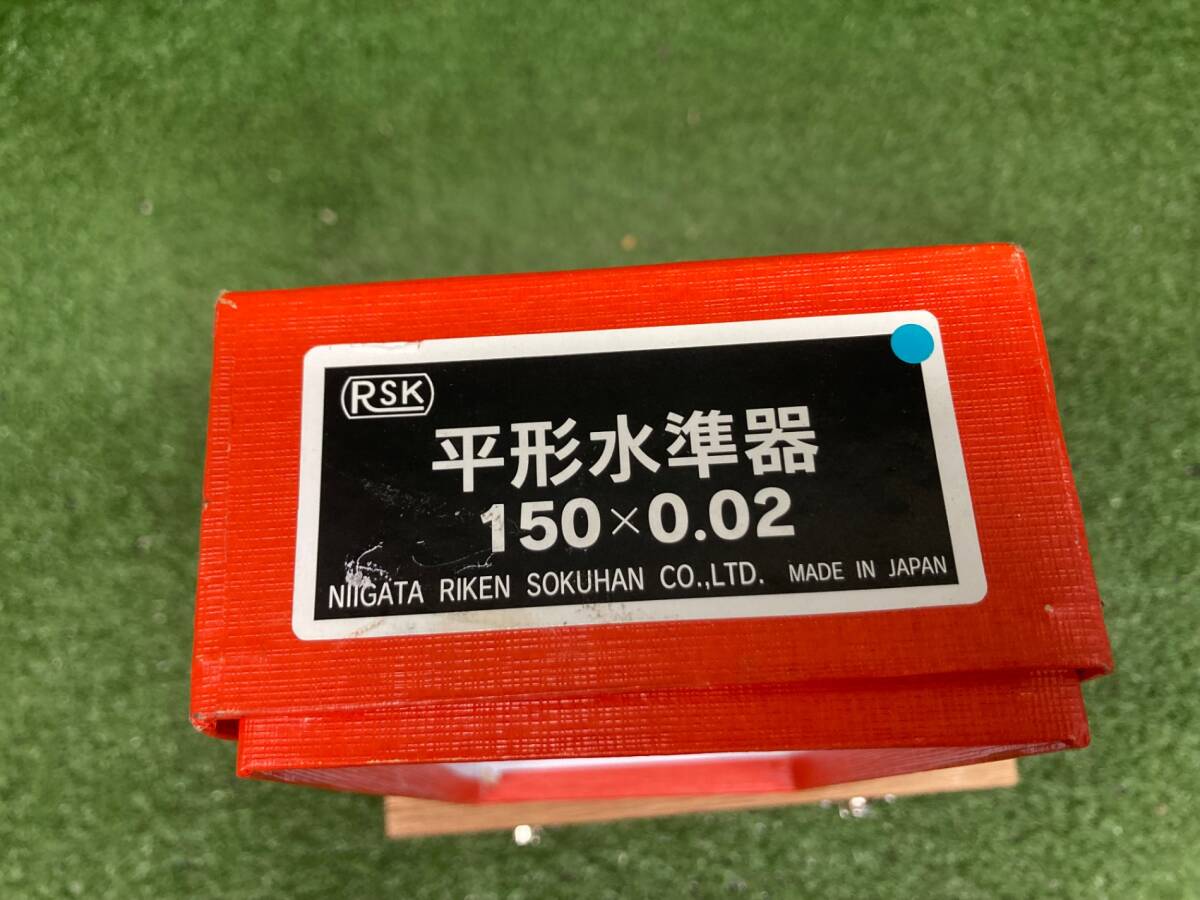 RSK
平形水準器
150×0.02
NIIGATA RIKEN SOKUHAN CO.,LTD. MADE IN JAPAN